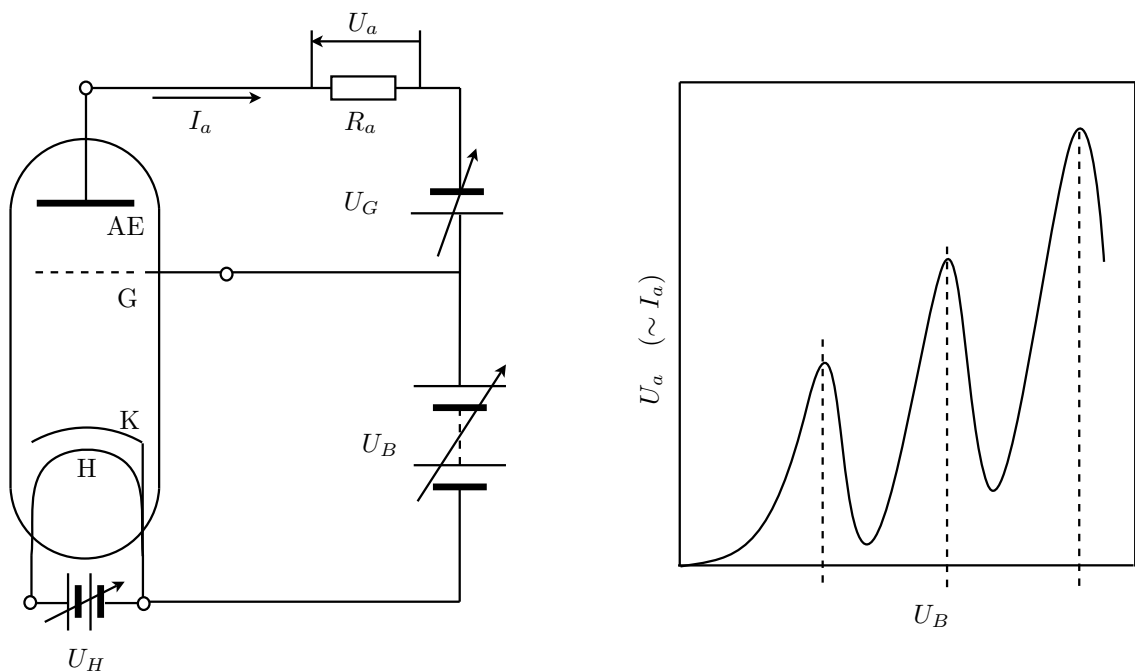 U_a
I_a
R_a
U_G
AE
G
K
U_B
H
U_H
U_a (~ I_a)
U_B